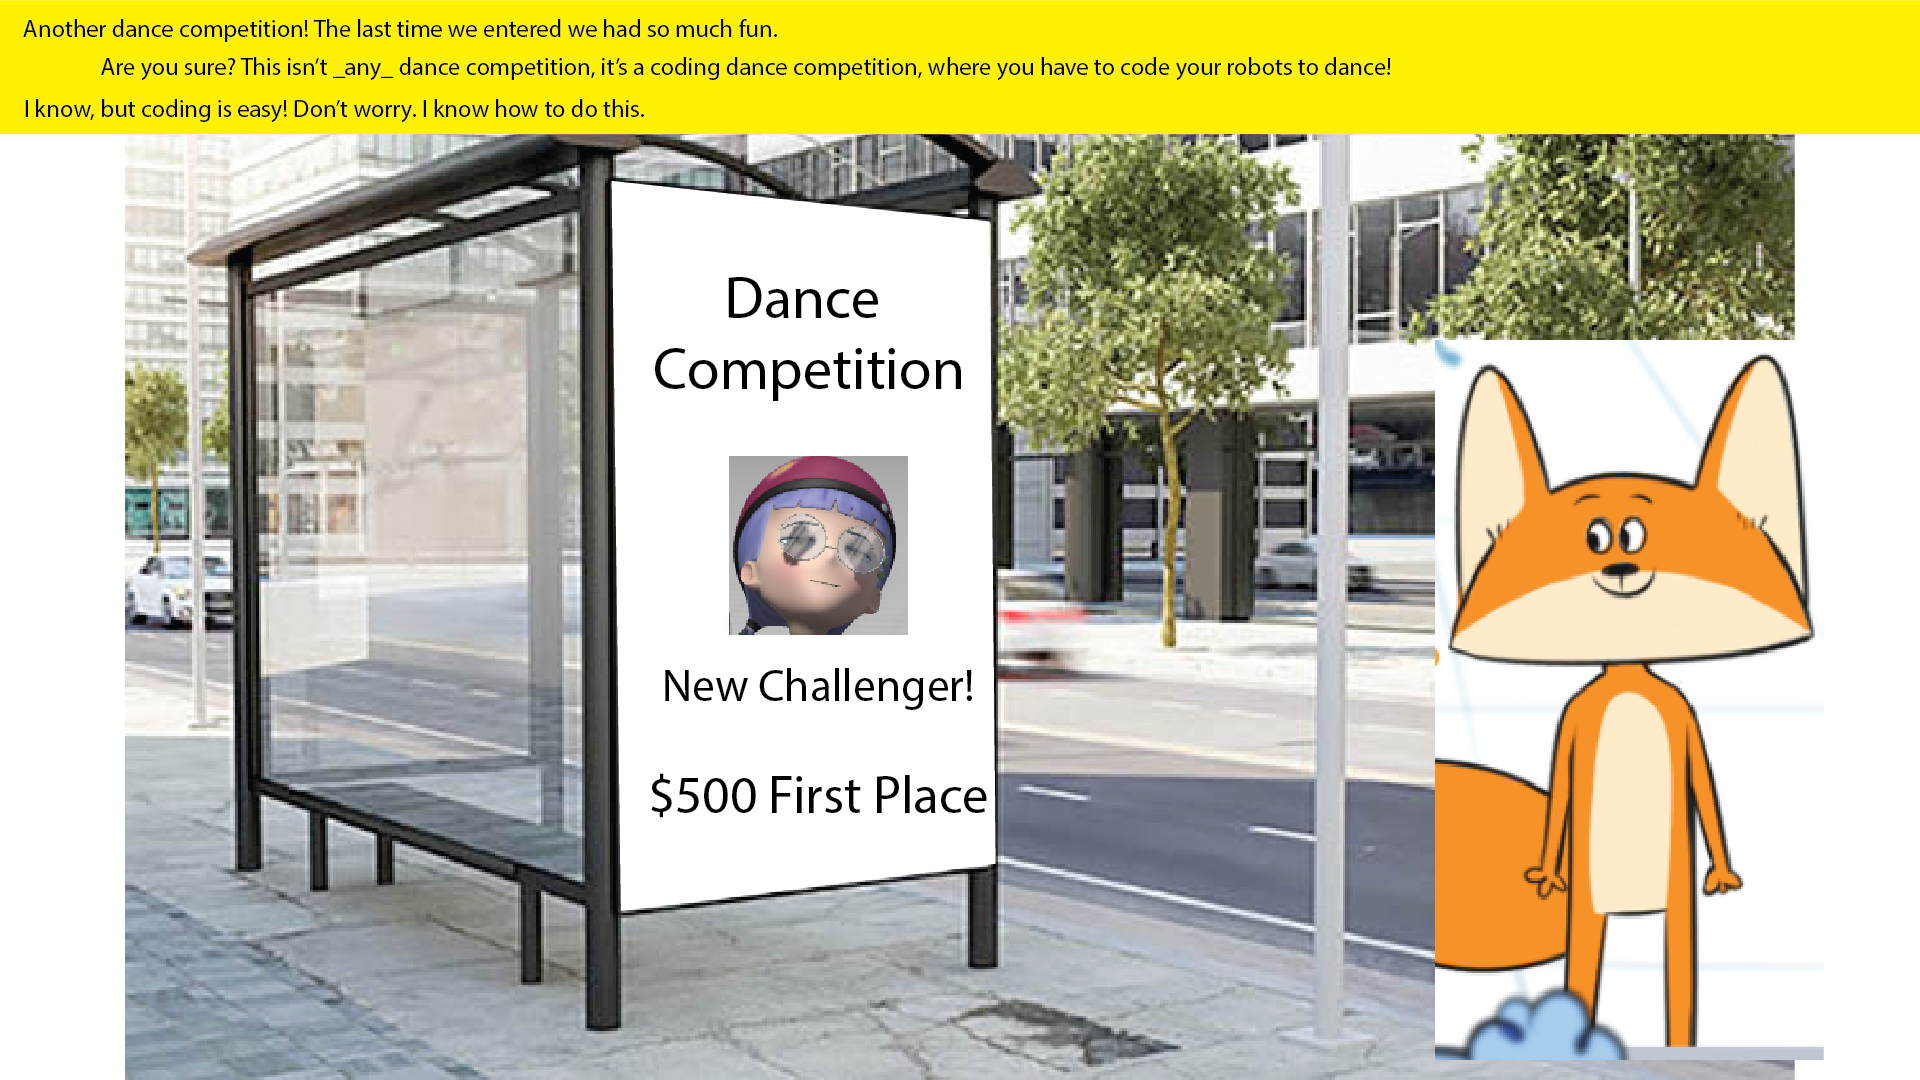 Another dance competition! The last time we entered we had so much fun.
Are you sure? This isn't _any_ dance competition, it's a coding dance competition, where you have to code your robots to dance!
I know, but coding is easy! Don't worry. I know how to do this.
Dance
Competition
New Challenger!
$500 First Place